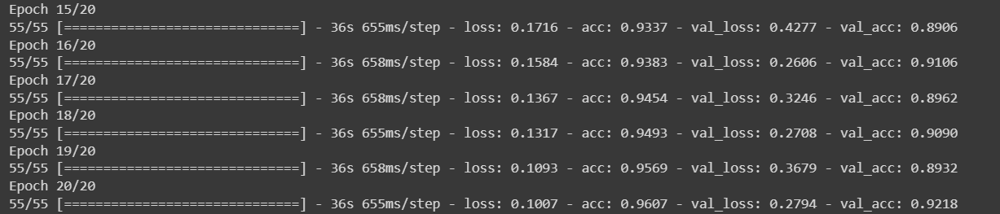 Epoch 15/20
55/55 [==============================] - 36s 655ms/step - loss: 0.1716 - acc: 0.9337 - val_loss: 0.4277 - val_acc: 0.8906
Epoch 16/20
55/55 [==============================] - 36s 658ms/step - loss: 0.1584 - acc: 0.9383 - val_loss: 0.2606 - val_acc: 0.9106
Epoch 17/20
55/55 [==============================] - 36s 658ms/step - loss: 0.1367 - acc: 0.9454 - val_loss: 0.3246 - val_acc: 0.8962
Epoch 18/20
55/55 [==============================] - 36s 655ms/step - loss: 0.1317 - acc: 0.9493 - val_loss: 0.2708 - val_acc: 0.9090
Epoch 19/20
55/55 [==============================] - 36s 658ms/step - loss: 0.1093 - acc: 0.9569 - val_loss: 0.3679 - val_acc: 0.8932
Epoch 20/20
55/55 [==============================] - 36s 655ms/step - loss: 0.1007 - acc: 0.9607 - val_loss: 0.2794 - val_acc: 0.9218